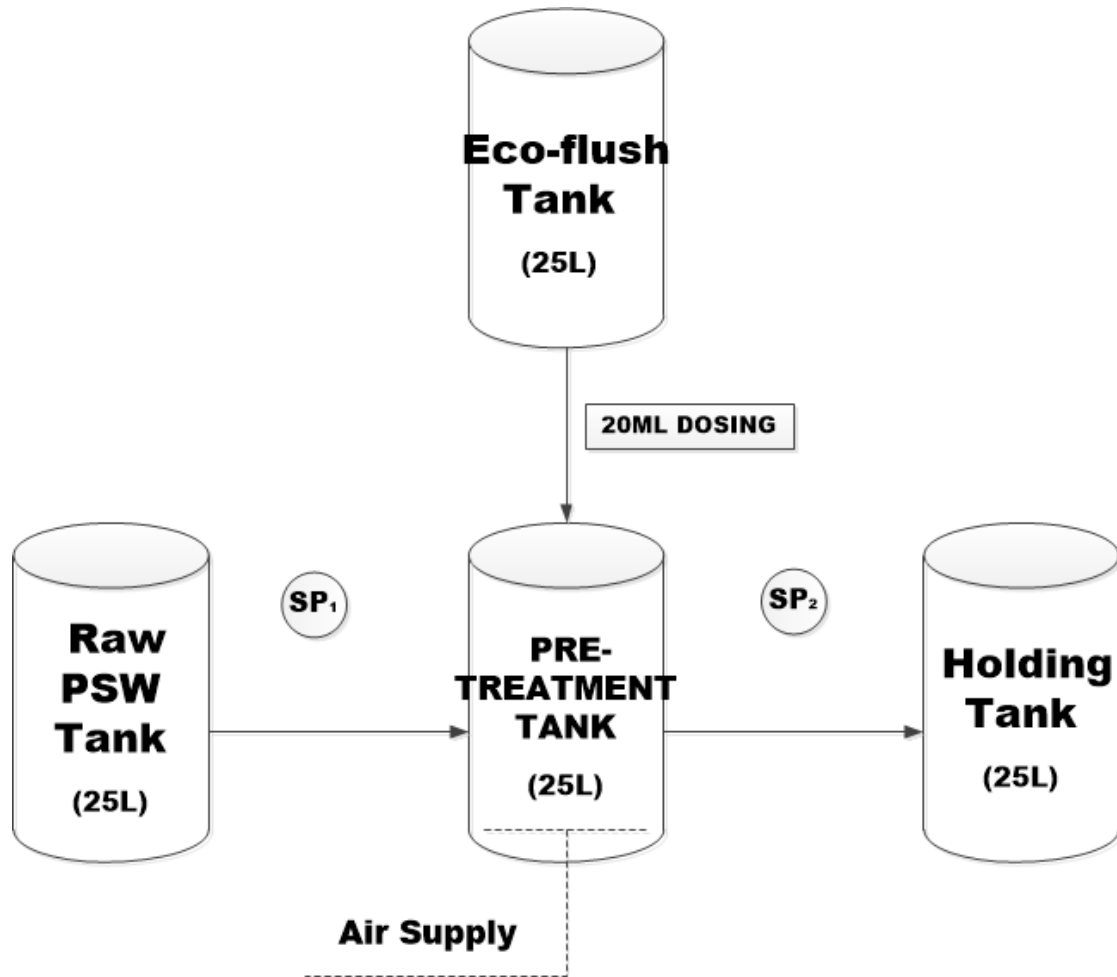 Eco-flush
Tank
(25L)
20ML DOSING
SP₁
SP₂
Raw
PSW
Tank
(25L)
PRE-
TREATMENT
TANK
(25L)
Holding
Tank
(25L)
Air Supply